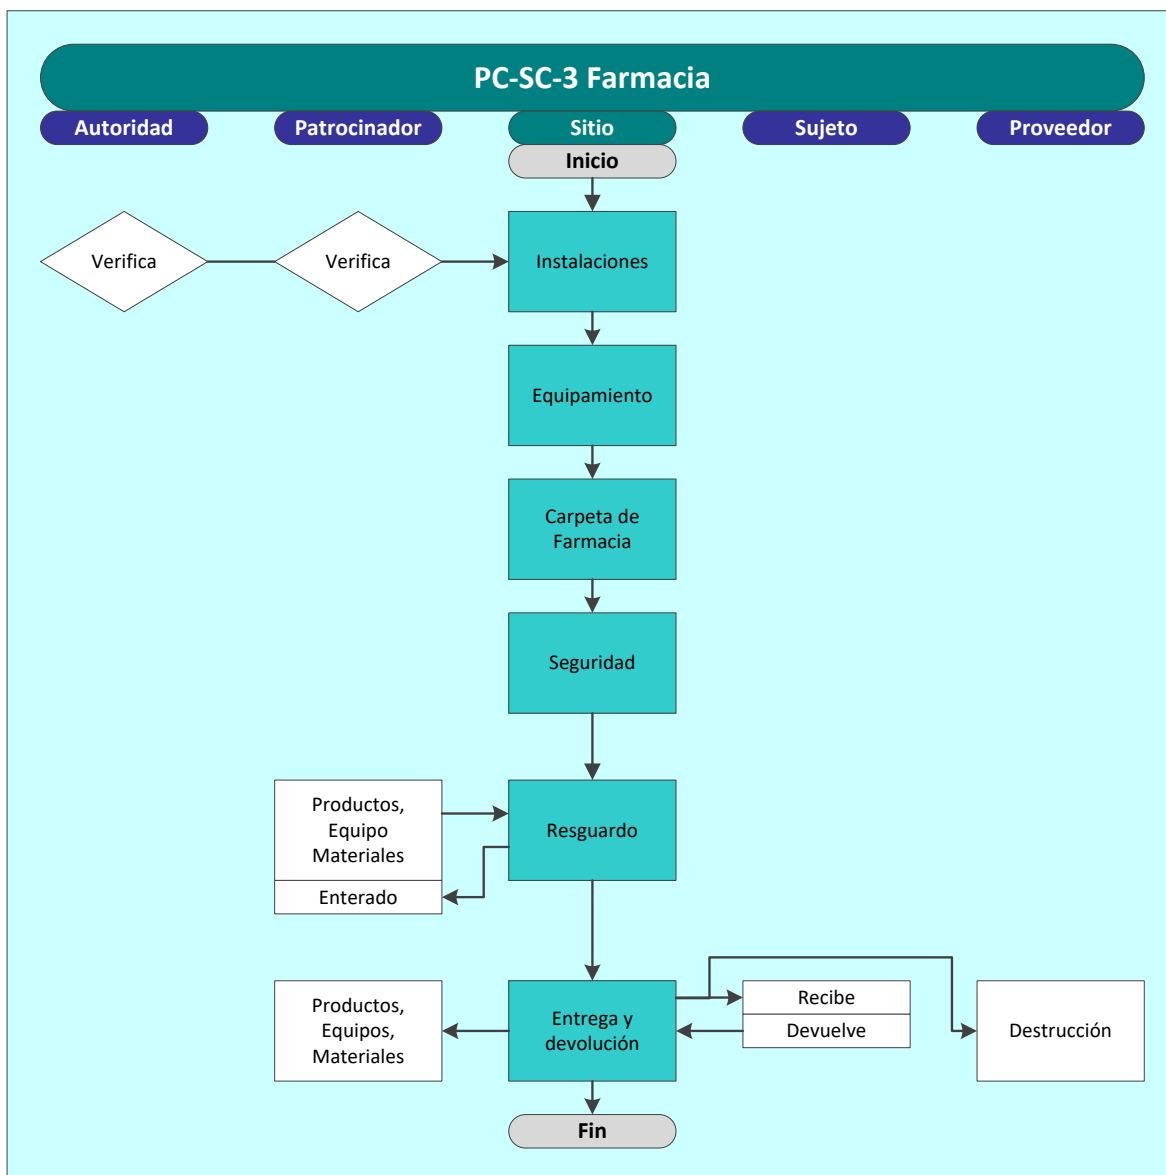 PC-SC-3 Farmacia
Autoridad
Patrocinador
Sitio
Sujeto
Proveedor
Inicio
Verifica
Verifica
Instalaciones
Equipamiento
Carpeta de
Farmacia
Seguridad
Productos,
Equipo
Materiales
Enterado
Resguardo
Productos,
Equipos,
Materiales
Entrega y
devolución
Recibe
Devuelve
Destrucción
Fin